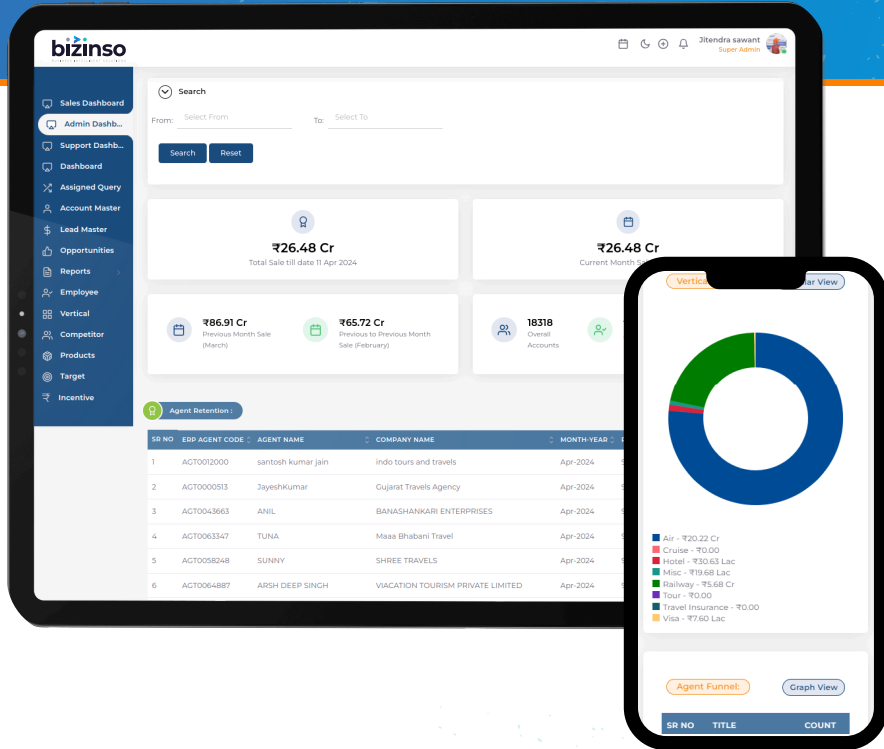 bizinso
Jitendra sawant
Super Admin
Sales Dashboard
Admin Dashb...
Support Dashb...
Dashboard
Assigned Query
Account Master
Lead Master
Opportunities
Reports
Employee
Vertical
Competitor
Products
Target
Incentive
Search
From: Select From To: Select To
Search Reset
₹26.48 Cr
Total Sale till date 11 Apr 2024
₹26.48 Cr
Current Month
₹86.91 Cr
Previous Month Sale
(March)
₹65.72 Cr
Previous to Previous Month
Sale (February)
18318
Overall
Accounts
Agent Retention :
SR NO ERP AGENT CODE AGENT NAME COMPANY NAME MONTH-YEAR
1 AGT0012000 santosh kumar jain indo tours and travels Apr-2024
2 AGT0000513 JayeshKumar Gujarat Travels Agency Apr-2024
3 AGT0043663 ANIL BANASHANKARI ENTERPRISES Apr-2024
4 AGT0063347 TUNA Maaa Bhabani Travel Apr-2024
5 AGT0058248 SUNNY SHREE TRAVELS Apr-2024
6 AGT0064887 ARSH DEEP SINGH VIACATION TOURISM PRIVATE LIMITED Apr-2024
View
Air - ₹20.22 Cr
Cruise - ₹0.00
Hotel - ₹30.63 Lac
Misc - ₹19.68 Lac
Railway - ₹5.68 Cr
Tour - ₹0.00
Travel Insurance - ₹0.00
Visa - ₹7.60 Lac
Agent Funnel: Graph View
SR NO TITLE COUNT